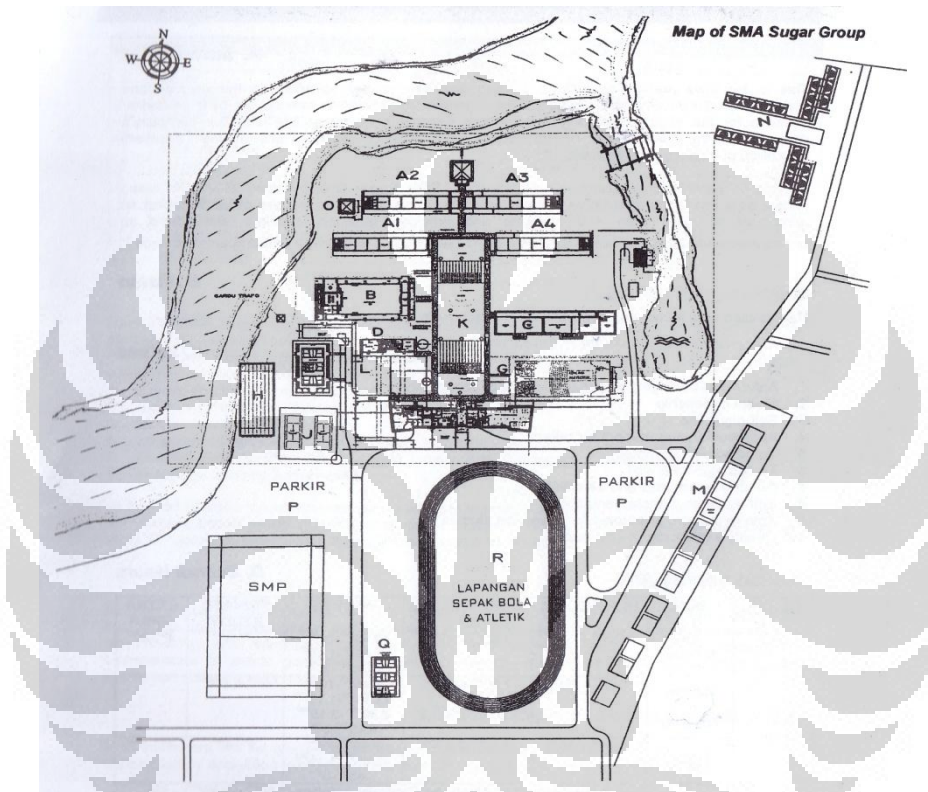 Map of SMA Sugar Group
N
W E
S
N
A2 A3
O
A1 A4
GARDU TRAFO
B
K
C
D
L
G
H
J
PARKIR
P
PARKIR
P
M
SMP
R
LAPANGAN
SEPAK BOLA
& ATLETIK
Q